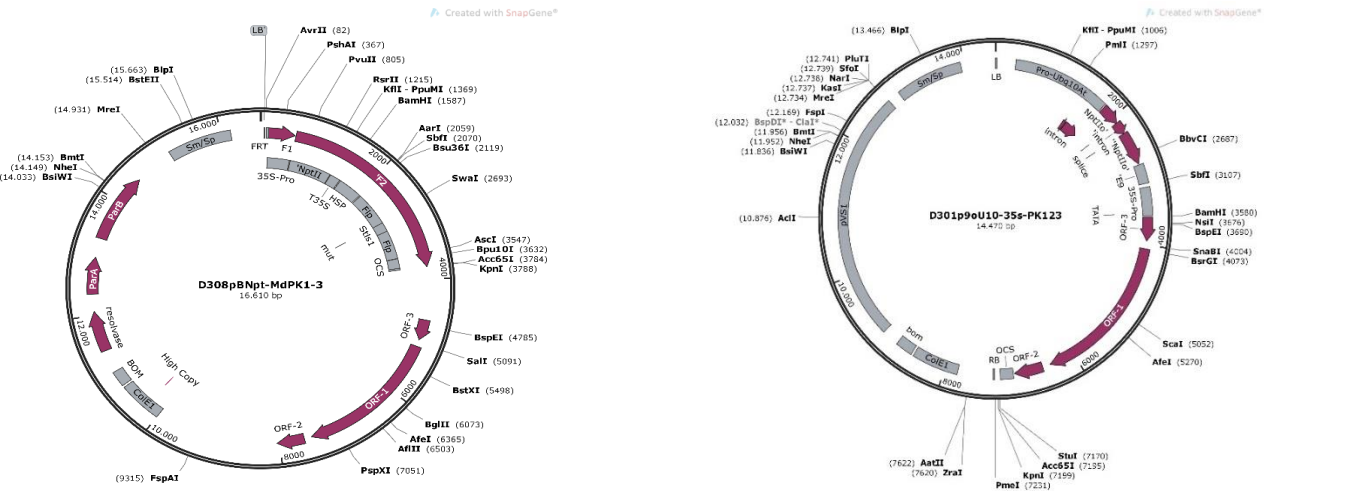 Created with SnapGene®
LB
AvrII (82)
PshAI (367)
PvuII (805)
RsrII (1215)
KflI - PpuMI (1369)
BamHI (1587)
AarI (2059)
SbfI (2070)
Bsu36I (2119)
SwaI (2693)
AscI (3547)
Bpu10I (3632)
Acc65I (3784)
KpnI (3788)
BspEI (4785)
SalI (5091)
BstXI (5498)
BglII (6073)
AfeI (6365)
AflII (6503)
PspXI (7051)
(9315) FspAI
(14.033) BsiWI
(14.149) NheI
(14.153) BmtI
(14.931) MreI
(15.514) BstEII
(15.663) BlpI
2000
4000
6000
8000
10.000
12.000
14.000
16.000
Sm/Sp
FRT
F1
'F2
35S-Pro
'NptII
T35S
HSP
Flp
StlsI
Flp
OCS
mut
ORF-3
ORF-1
ORF-2
ColE1
BOM
High Copy
resolvase
ParA
ParB
D308pBNpt-MdPK1-3
16.610 bp
Created with SnapGene®
KflI - PpuMI (1006)
PmlI (1297)
BbvCI (2687)
SbfI (3107)
BamHI (3580)
NsiI (3676)
BspEI (3690)
SnaBI (4004)
BsrGI (4073)
ScaI (5052)
AfeI (5270)
StuI (7170)
Acc65I (7195)
KpnI (7199)
PmeI (7231)
(7622) AatII
(7620) ZraI
(10.876) AclI
(11.836) BsiWI
(11.952) NheI
(11.956) BmtI
(12.032) BspDI* - ClaI*
(12.169) FspI
(12.734) MreI
(12.737) KasI
(12.738) NarI
(12.739) SfoI
(12.741) PluTI
(13.466) BlpI
2000
4000
6000
8000
10.000
12.000
14.000
LB
Pro-Ubq10At
NptIIo'
intron
'NptIIo'
intron
splice
'E9
35S-Pro
TATA
ORF-3
ORF-1
ORF-2
OCS
RB
ColE1
bom
pVS1
Sm/Sp
D301p9oU10-35s-PK123
14.470 bp